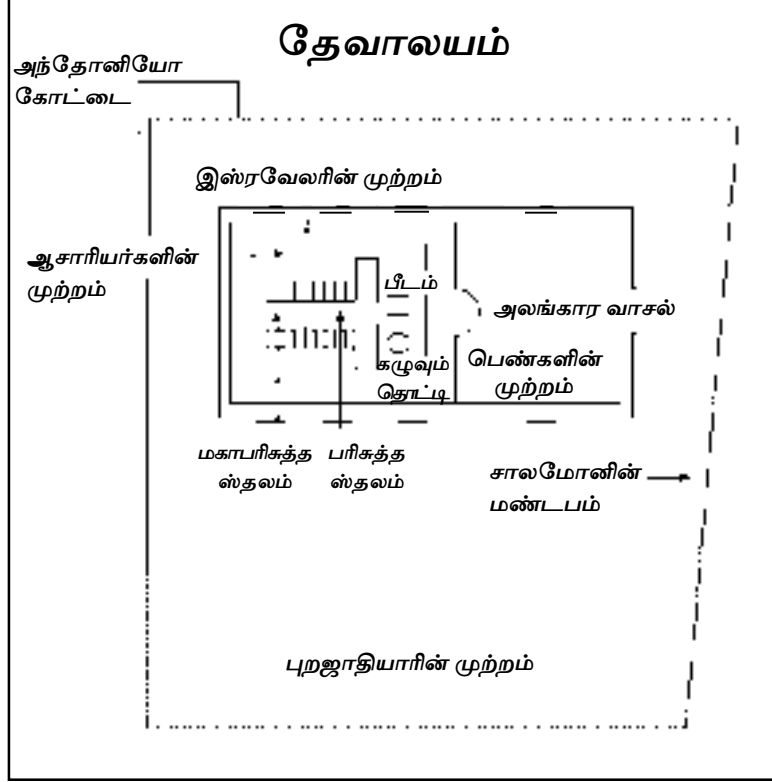 தேவாலயம்
அந்தோனியோ
கோட்டை
இஸ்ரவேலரின் முற்றம்
ஆசாரியர்களின்
முற்றம்
பீடம்
அலங்கார வாசல்
கழுவும்
தொட்டி
பெண்களின்
முற்றம்
மகாபரிசுத்த
ஸ்தலம்
பரிசுத்த
ஸ்தலம்
சாலமோனின்
மண்டபம்
புறஜாதியாரின் முற்றம்